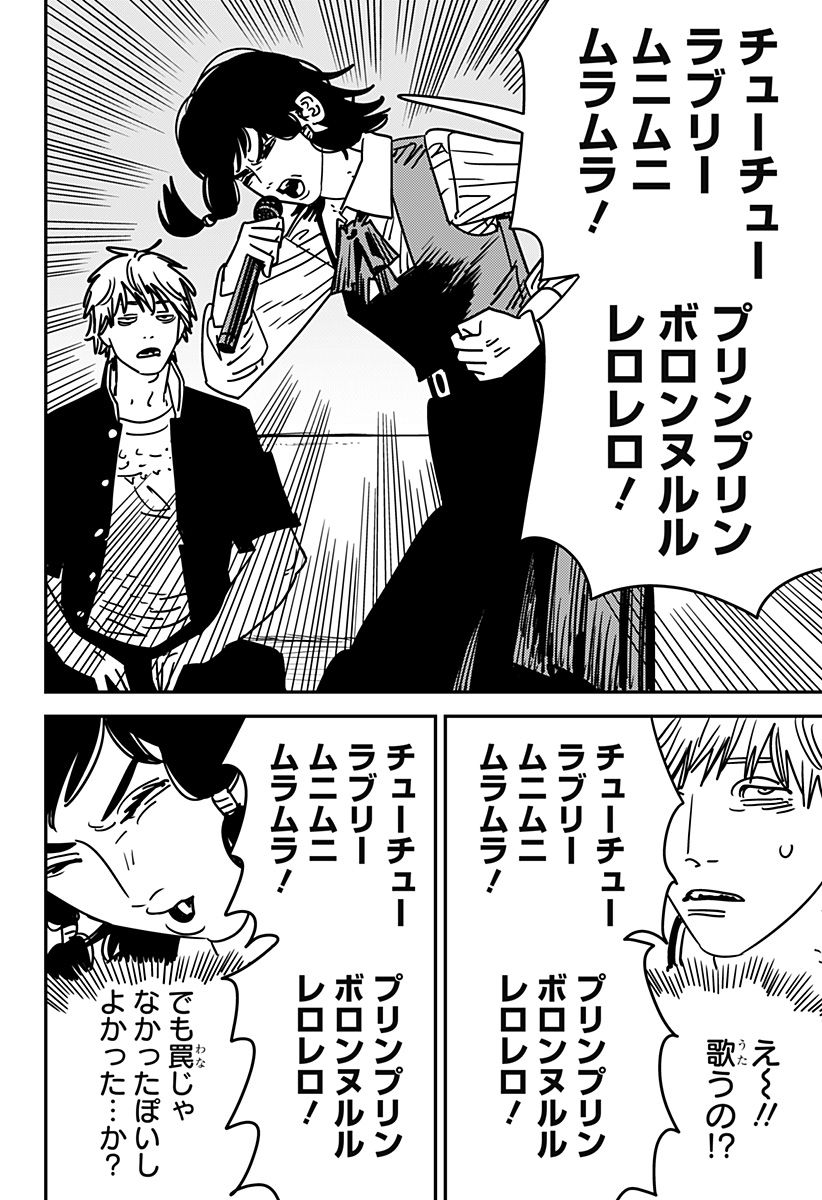 チューチュー
ラブリー
ムニムニ
ムラムラ!
プリンプリン
ボロンヌルル
レロレロ!
え〜!!
歌うの!?
うた
チューチュー
ラブリー
ムニムニ
ムラムラ!
プリンプリン
ボロンヌルル
レロレロ!
チューチュー
ラブリー
ムニムニ
ムラムラ!
プリンプリン
ボロンヌルル
レロレロ!
でも罠じゃ
わな
なかったぽいし
よかった…か?